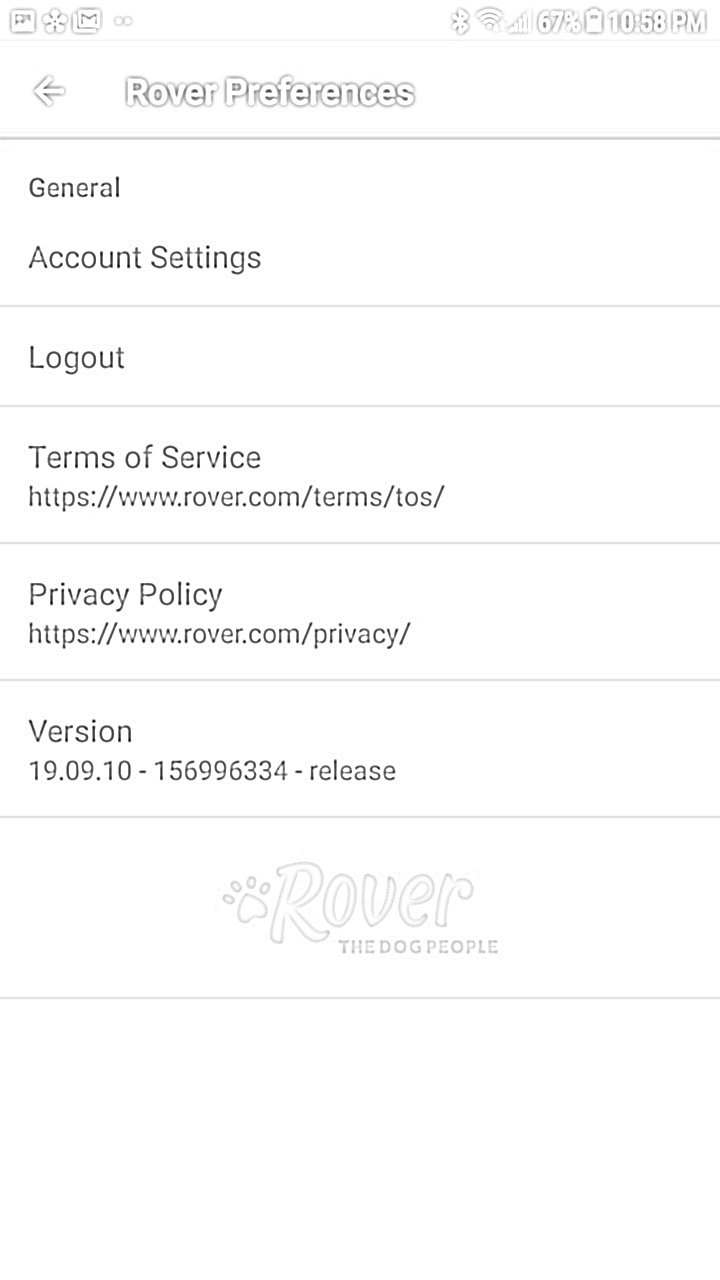 67% 10:58 PM
Rover Preferences
General
Account Settings
Logout
Terms of Service
https://www.rover.com/terms/tos/
Privacy Policy
https://www.rover.com/privacy/
Version
19.09.10 - 156996334 - release
Rover
THE DOG PEOPLE